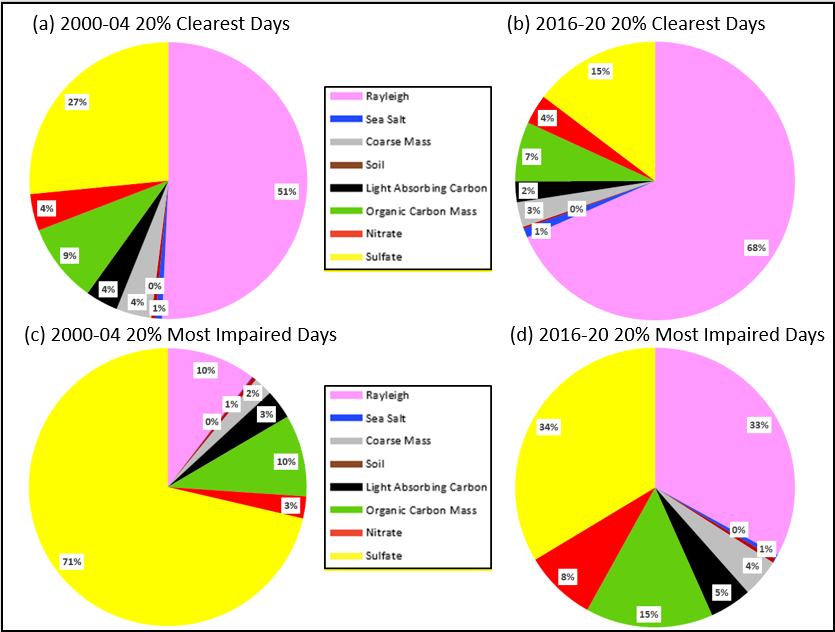 (a) 2000-04 20% Clearest Days
(b) 2016-20 20% Clearest Days
27%
51%
4%
9%
4%
4%
0%
1%
Rayleigh
Sea Salt
Coarse Mass
Soil
Light Absorbing Carbon
Organic Carbon Mass
Nitrate
Sulfate
15%
4%
7%
2%
3%
0%
1%
68%
(c) 2000-04 20% Most Impaired Days
(d) 2016-20 20% Most Impaired Days
10%
2%
1%
0%
3%
10%
3%
71%
Rayleigh
Sea Salt
Coarse Mass
Soil
Light Absorbing Carbon
Organic Carbon Mass
Nitrate
Sulfate
34%
33%
0%
1%
4%
5%
8%
15%